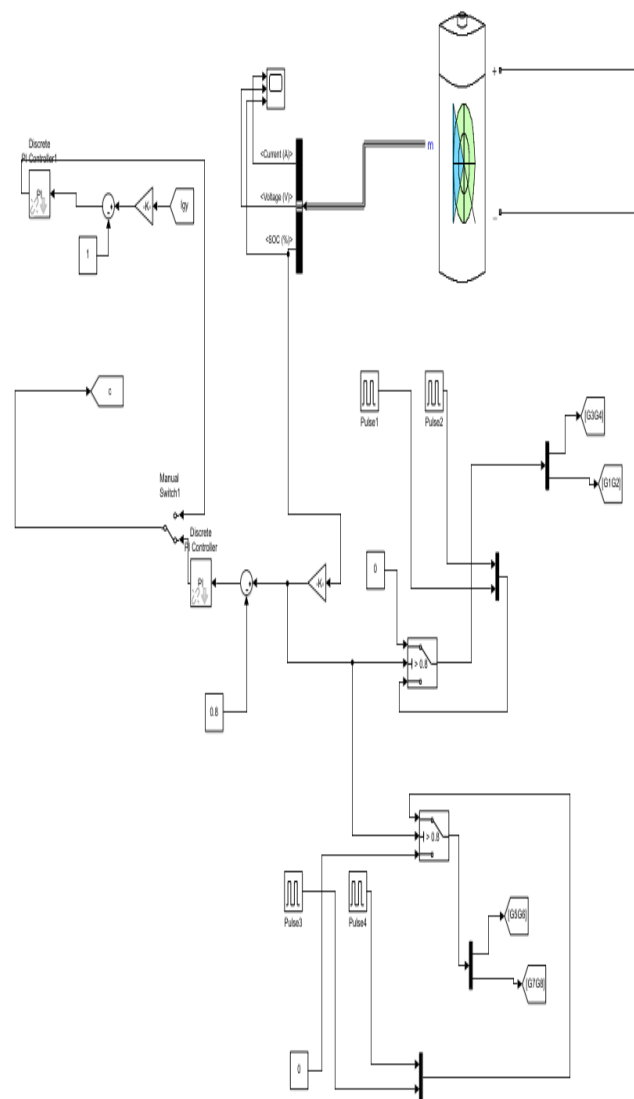 +
m
−
<Current (A)>
<Voltage (V)>
<SOC (%)>
Discrete
PI Controller1
PI
-K-
Igy
1
c
Manual
Switch1
Discrete
PI Controller
PI
-K-
0.8
Pulse1
Pulse2
[G3G4]
[G1G2]
0
> 0.8
> 0.8
0
Pulse3
Pulse4
[G5G6]
[G7G8]